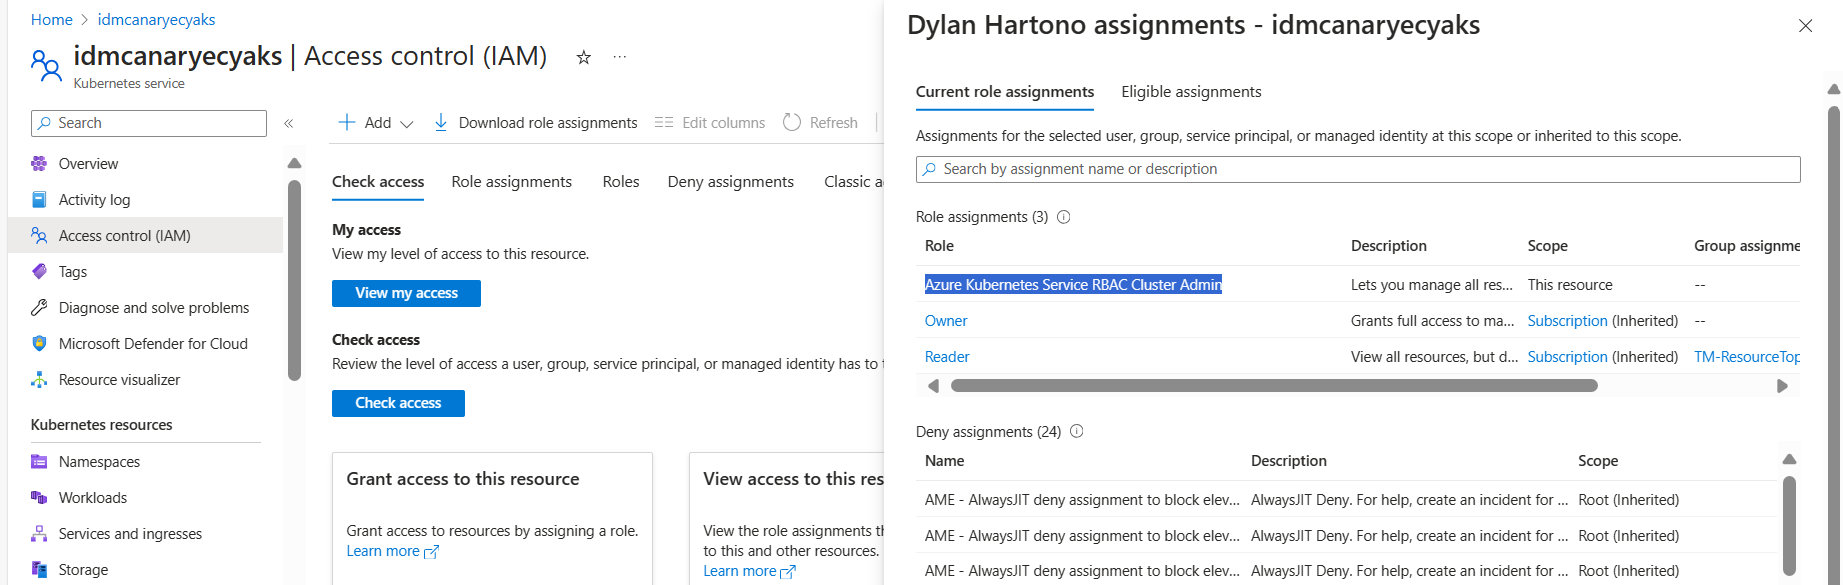 Home > idmcanaryecyaks
idmcanaryecyaks | Access control (IAM)
Kubernetes service
Search
Overview
Activity log
Access control (IAM)
Tags
Diagnose and solve problems
Microsoft Defender for Cloud
Resource visualizer
Kubernetes resources
Namespaces
Workloads
Services and ingresses
Storage
Add
Download role assignments
Edit columns
Refresh
Check access
Role assignments
Roles
Deny assignments
Classic a
My access
View my level of access to this resource.
View my access
Check access
Review the level of access a user, group, service principal, or managed identity has to
Check access
Grant access to this resource
Grant access to resources by assigning a role.
Learn more
View access to this res
View the role assignments th
to this and other resources.
Learn more
Dylan Hartono assignments - idmcanaryecyaks
Current role assignments
Eligible assignments
Assignments for the selected user, group, service principal, or managed identity at this scope or inherited to this scope.
Search by assignment name or description
Role assignments (3)
Role Description Scope Group assignme
Azure Kubernetes Service RBAC Cluster Admin Lets you manage all res... This resource --
Owner Grants full access to ma... Subscription (Inherited) --
Reader View all resources, but d... Subscription (Inherited) TM-ResourceTop
Deny assignments (24)
Name Description Scope
AME - AlwaysJIT deny assignment to block elev... AlwaysJIT Deny. For help, create an incident for ... Root (Inherited)
AME - AlwaysJIT deny assignment to block elev... AlwaysJIT Deny. For help, create an incident for ... Root (Inherited)
AME - AlwaysJIT deny assignment to block elev... AlwaysJIT Deny. For help, create an incident for ... Root (Inherited)